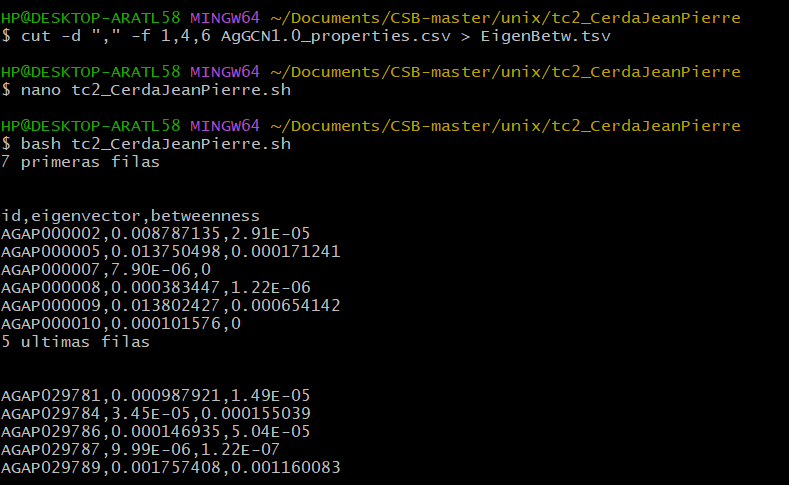 HP@DESKTOP-ARATL58 MINGW64 ~/Documents/CSB-master/unix/tc2_CerdaJeanPierre
$ cut -d "," -f 1,4,6 AgGCN1.0_properties.csv > EigenBetw.tsv
HP@DESKTOP-ARATL58 MINGW64 ~/Documents/CSB-master/unix/tc2_CerdaJeanPierre
$ nano tc2_CerdaJeanPierre.sh
HP@DESKTOP-ARATL58 MINGW64 ~/Documents/CSB-master/unix/tc2_CerdaJeanPierre
$ bash tc2_CerdaJeanPierre.sh
7 primeras filas
id,eigenvector,betweenness
AGAP000002,0.008787135,2.91E-05
AGAP000005,0.013750498,0.000171241
AGAP000007,7.90E-06,0
AGAP000008,0.000383447,1.22E-06
AGAP000009,0.013802427,0.000654142
AGAP000010,0.000101576,0
5 ultimas filas
AGAP029781,0.000987921,1.49E-05
AGAP029784,3.45E-05,0.000155039
AGAP029786,0.000146935,5.04E-05
AGAP029787,9.99E-06,1.22E-07
AGAP029789,0.001757408,0.001160083